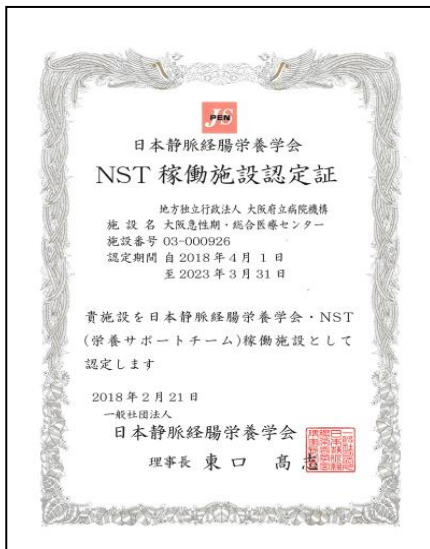 JS
PEN
日本静脈経腸栄養学会
NST 稼働施設認定証
地方独立行政法人 大阪府立病院機構
施設名 大阪急性期・総合医療センター
施設番号 03-000926
認定期間 自 2018 年 4 月 1 日
至 2023 年 3 月 31 日
貴施設を日本静脈経腸栄養学会・NST
(栄養サポートチーム)稼働施設として
認定します
2018 年 2 月 21 日
一般社団法人
日本静脈経腸栄養学会
理事長 東口 髙志